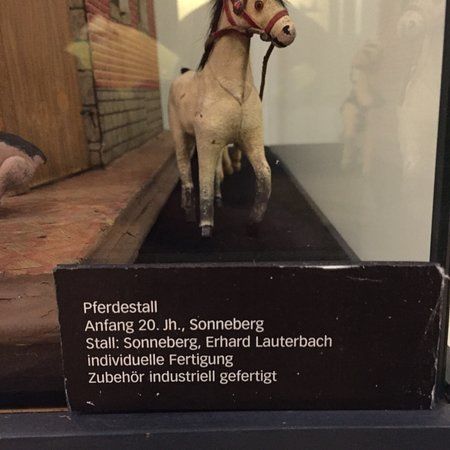 Pferdestall
Anfang 20. Jh., Sonneberg
Stall: Sonneberg, Erhard Lauterbach
individuelle Fertigung
Zubehör industriell gefertigt